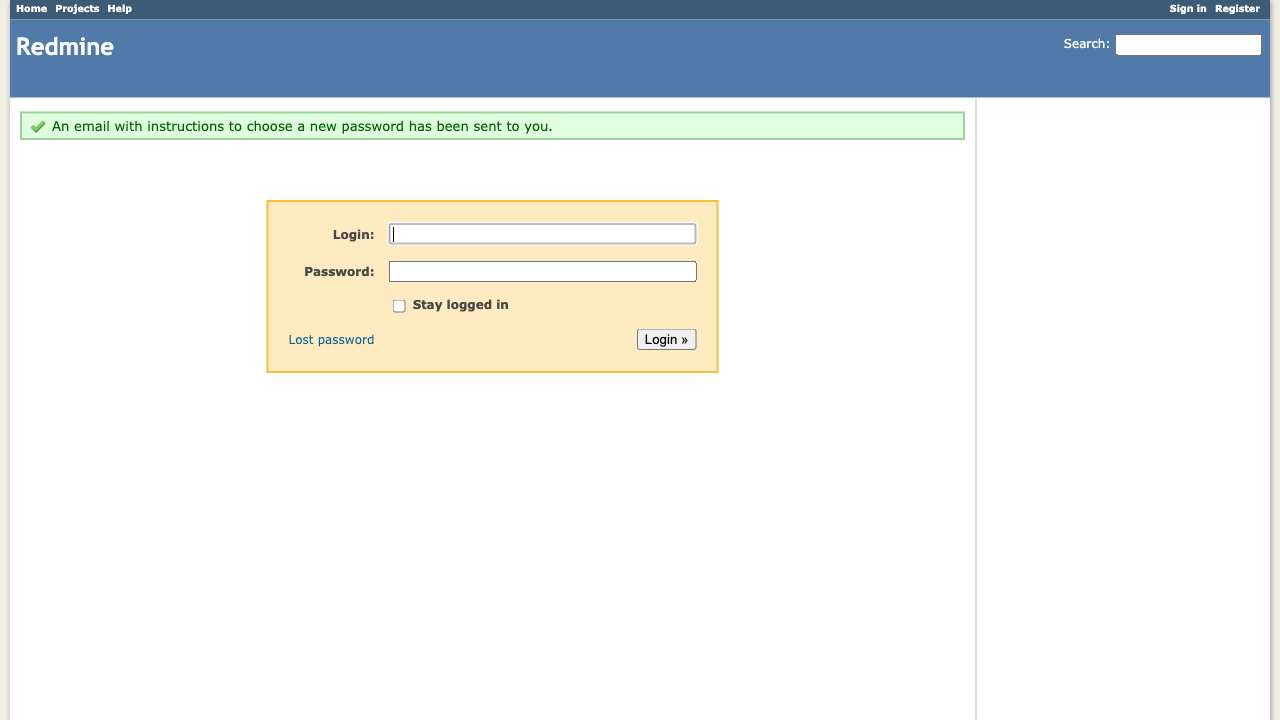 Home Projects Help Sign in Register
Redmine
Search:
An email with instructions to choose a new password has been sent to you.
Login:
Password:
Stay logged in
Lost password Login »